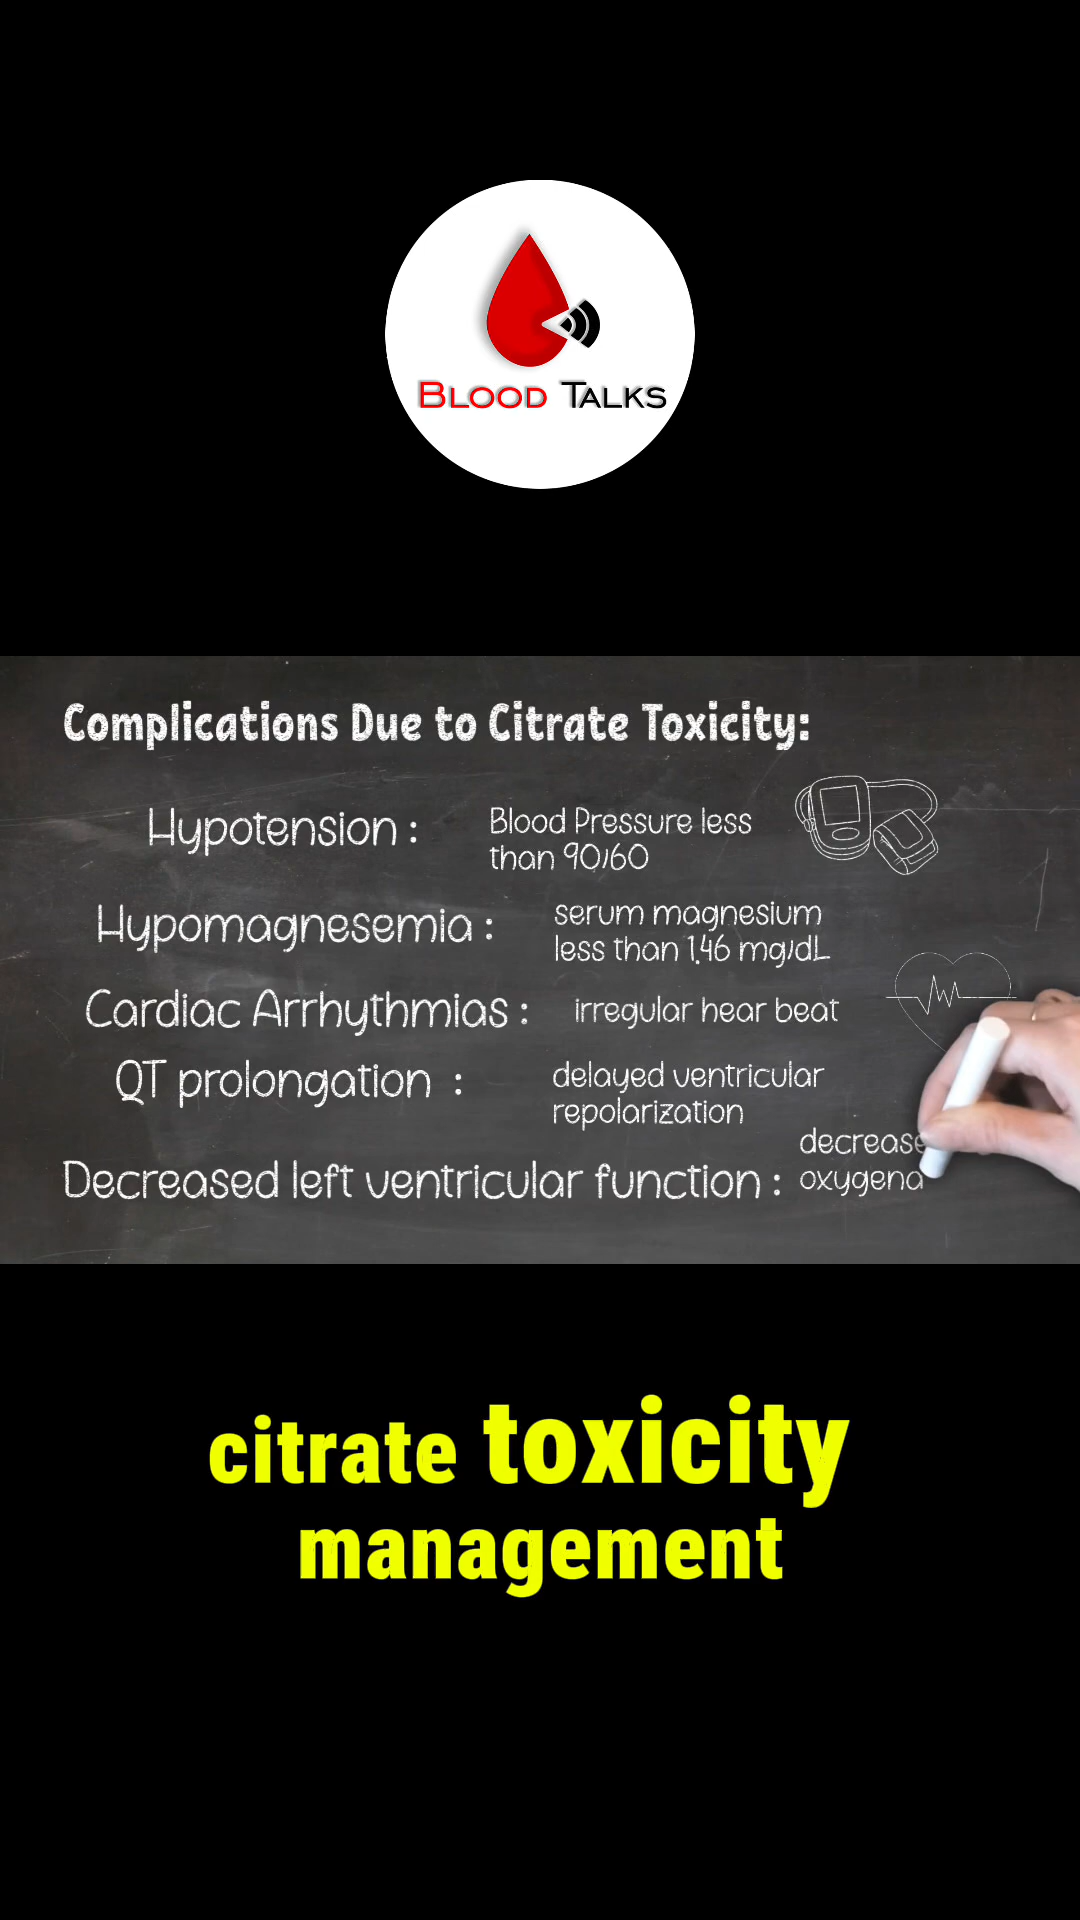 Blood Talks
Complications Due to Citrate Toxicity:
Hypotension :
Blood Pressure less
than 90/60
Hypomagnesemia :
serum magnesium
less than 1.46 mg/dL
Cardiac Arrhythmias :
irregular hear beat
QT prolongation :
delayed ventricular
repolarization
Decreased left ventricular function :
decrease
oxygena
citrate toxicity
management